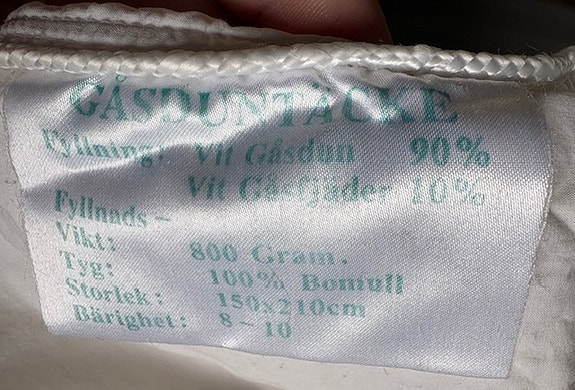 GÅSDUNTÄCKE
Fyllning: Vit Gåsdun 90%
Vit Gåsfjäder 10%
Fyllnads-
Vikt: 800 Gram.
Tyg: 100% Bomull
Storlek: 150x210cm
Bärighet: 8-10